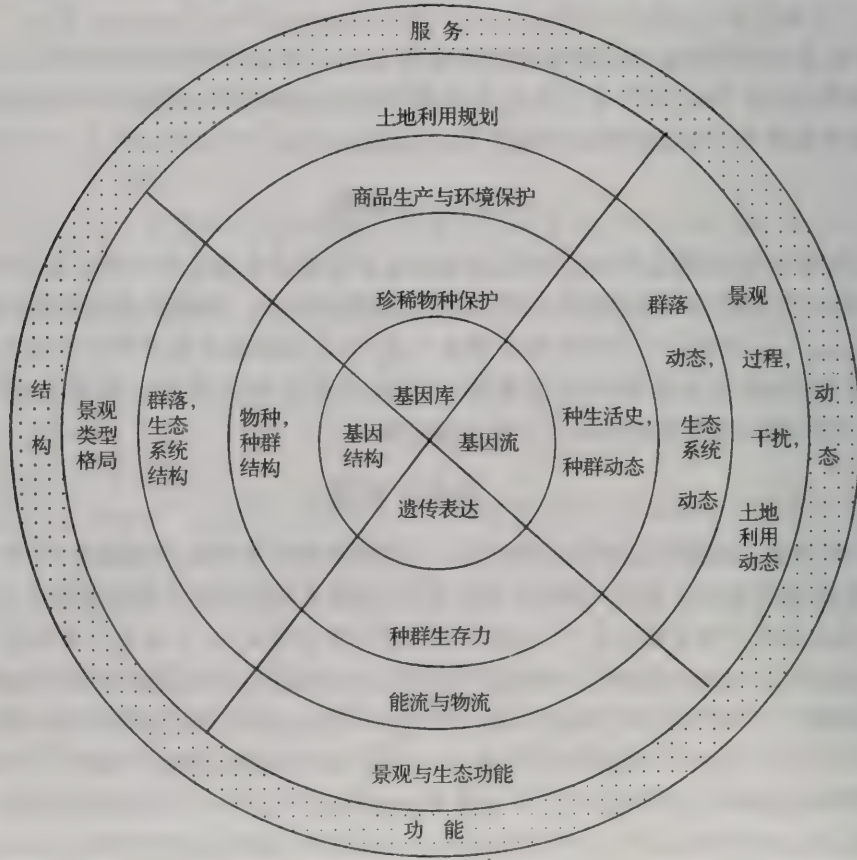 服务
土地利用规划
商品生产与环境保护
珍稀物种保护
基因库
结构
景观
类型
格局
群落，
生态
系统
结构
物种，
种群
结构
基因
结构
基因流
种生活史，
种群动态
群落
动态，
生态
系统
动态
景观
过程，
干扰，
土地
利用
动态
动态
遗传表达
种群生存力
能流与物流
景观与生态功能
功能